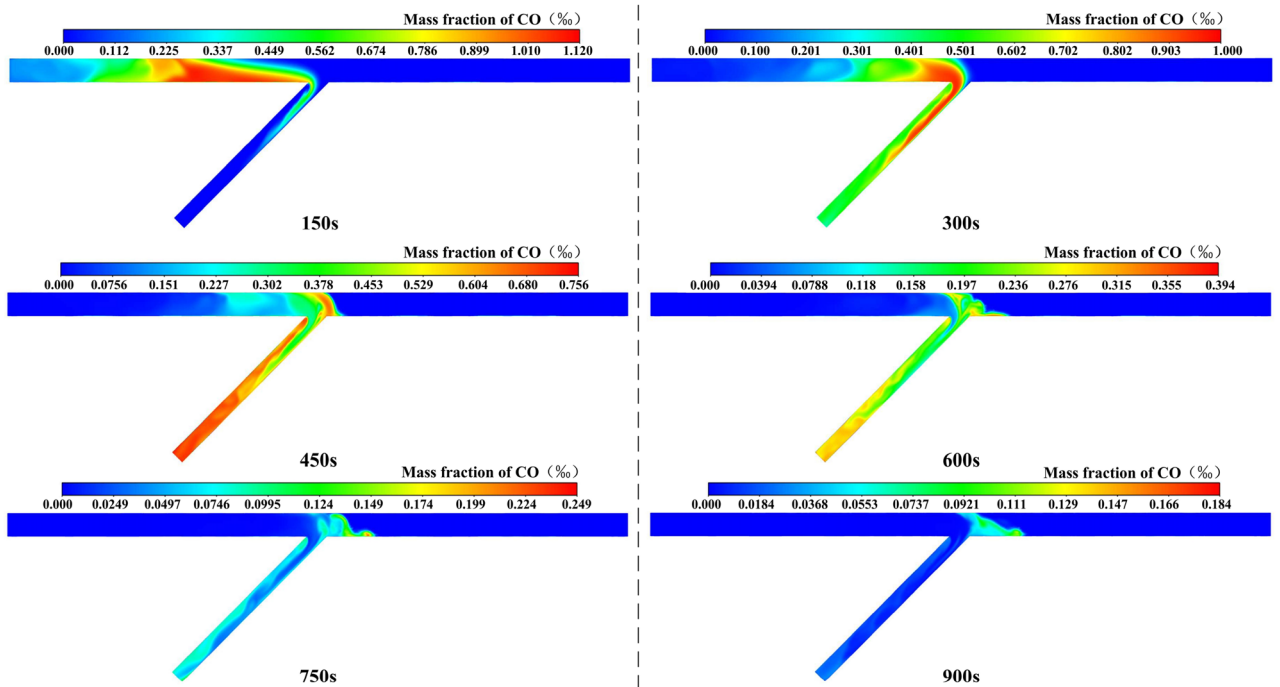 Mass fraction of CO（‰）
0.000 0.112 0.225 0.337 0.449 0.562 0.674 0.786 0.899 1.010 1.120
150s
Mass fraction of CO（‰）
0.000 0.100 0.201 0.301 0.401 0.501 0.602 0.702 0.802 0.903 1.000
300s
Mass fraction of CO（‰）
0.000 0.0756 0.151 0.227 0.302 0.378 0.453 0.529 0.604 0.680 0.756
450s
Mass fraction of CO（‰）
0.000 0.0394 0.0788 0.118 0.158 0.197 0.236 0.276 0.315 0.355 0.394
600s
Mass fraction of CO（‰）
0.000 0.0249 0.0497 0.0746 0.0995 0.124 0.149 0.174 0.199 0.224 0.249
750s
Mass fraction of CO（‰）
0.000 0.0184 0.0368 0.0553 0.0737 0.0921 0.111 0.129 0.147 0.166 0.184
900s